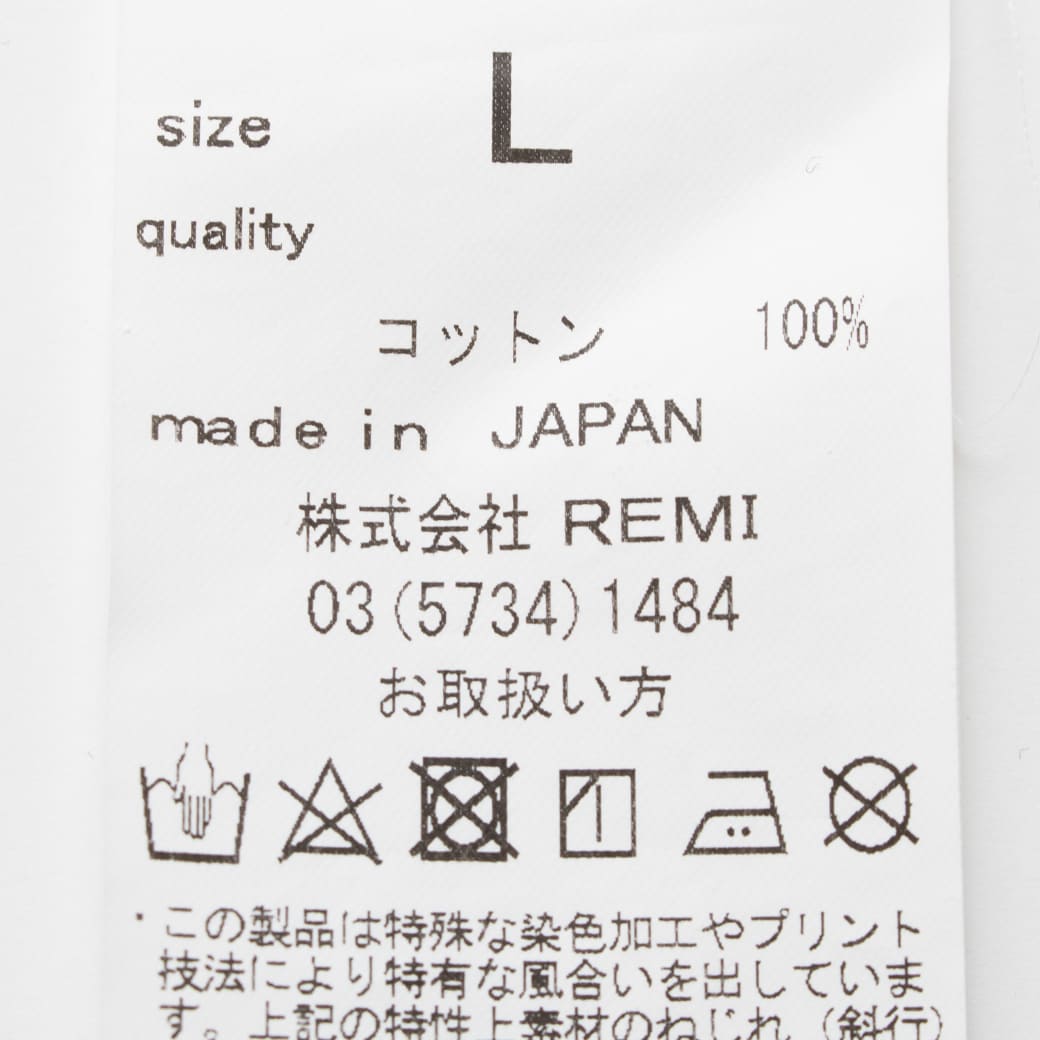 size L
quality
コットン 100%
made in JAPAN
株式会社 REMI
03(5734)1484
お取扱い方
・この製品は特殊な染色加工やプリント
技法により特有な風合いを出していま
す。上記の特性上素材のねじれ(斜行)